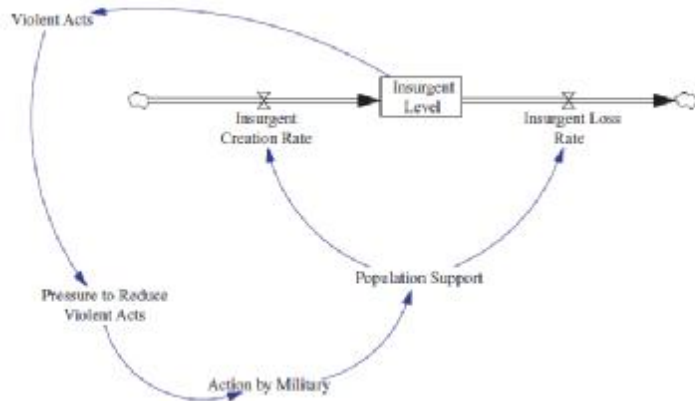 Violent Acts
Insurgent
Level
Insurgent
Creation Rate
Insurgent Loss
Rate
Population Support
Pressure to Reduce
Violent Acts
Action by Military